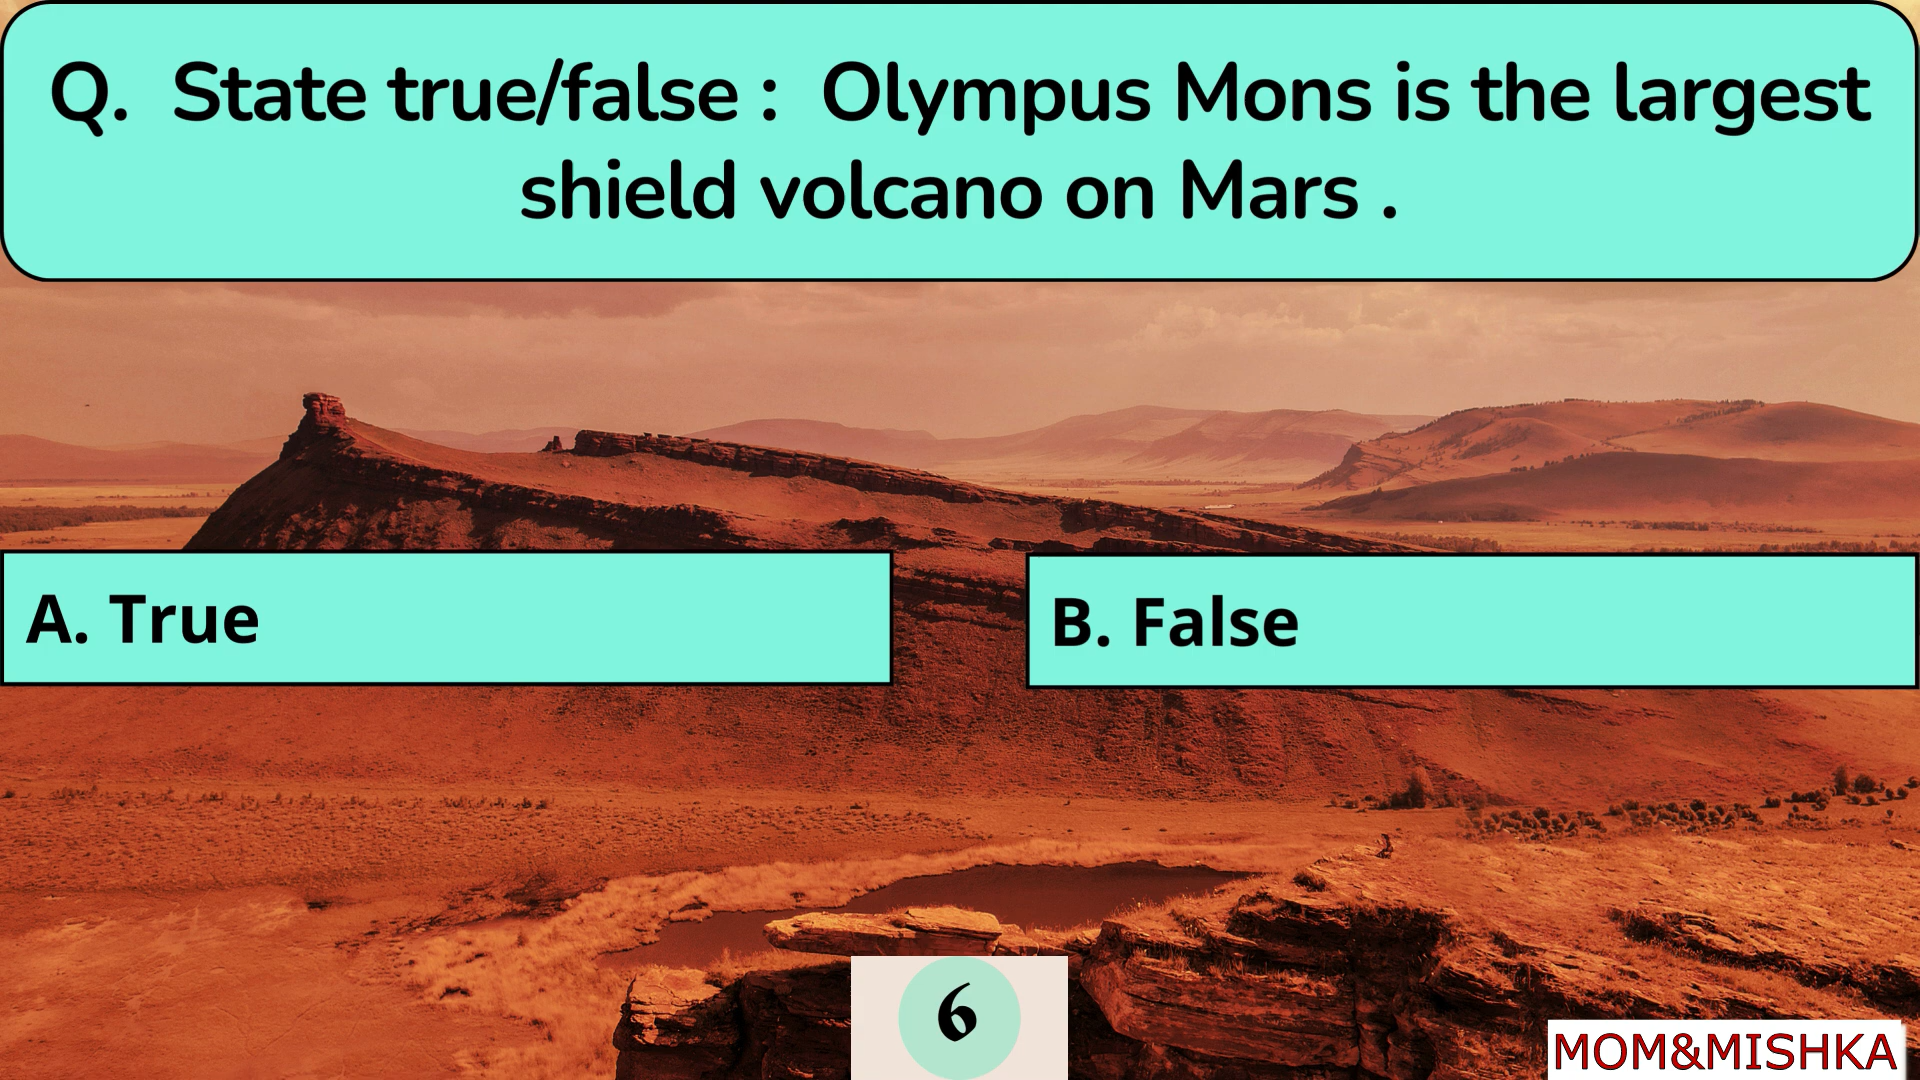 Q. State true/false : Olympus Mons is the largest
shield volcano on Mars .
A. True
B. False
6
MOM&MISHKA